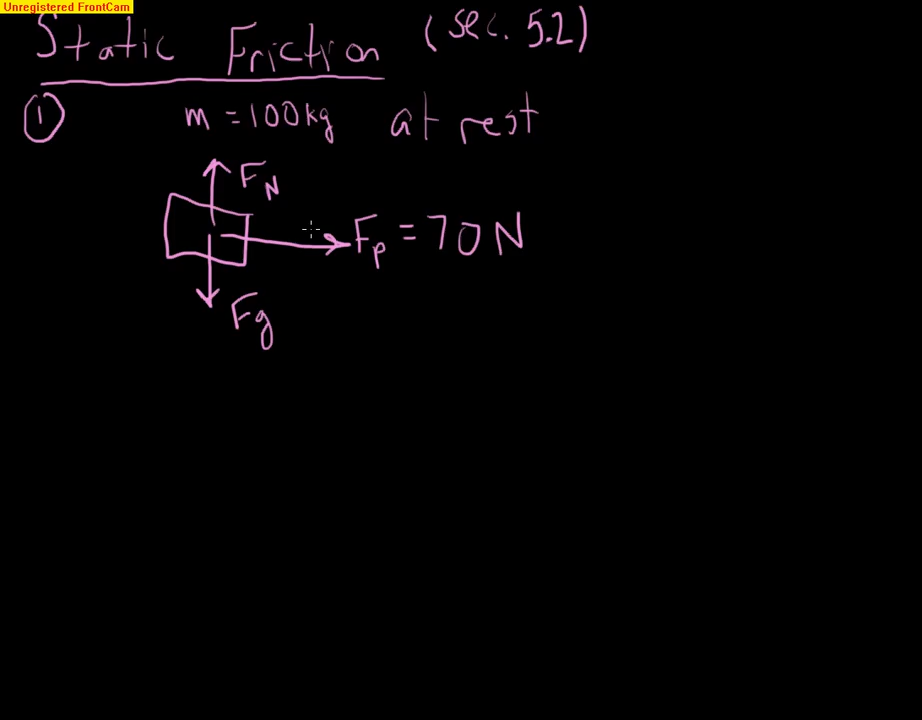 Unregistered FrontCam
Static Friction (sec. 5.2)
1 m = 100kg at rest
FN
Fp = 70 N
Fg